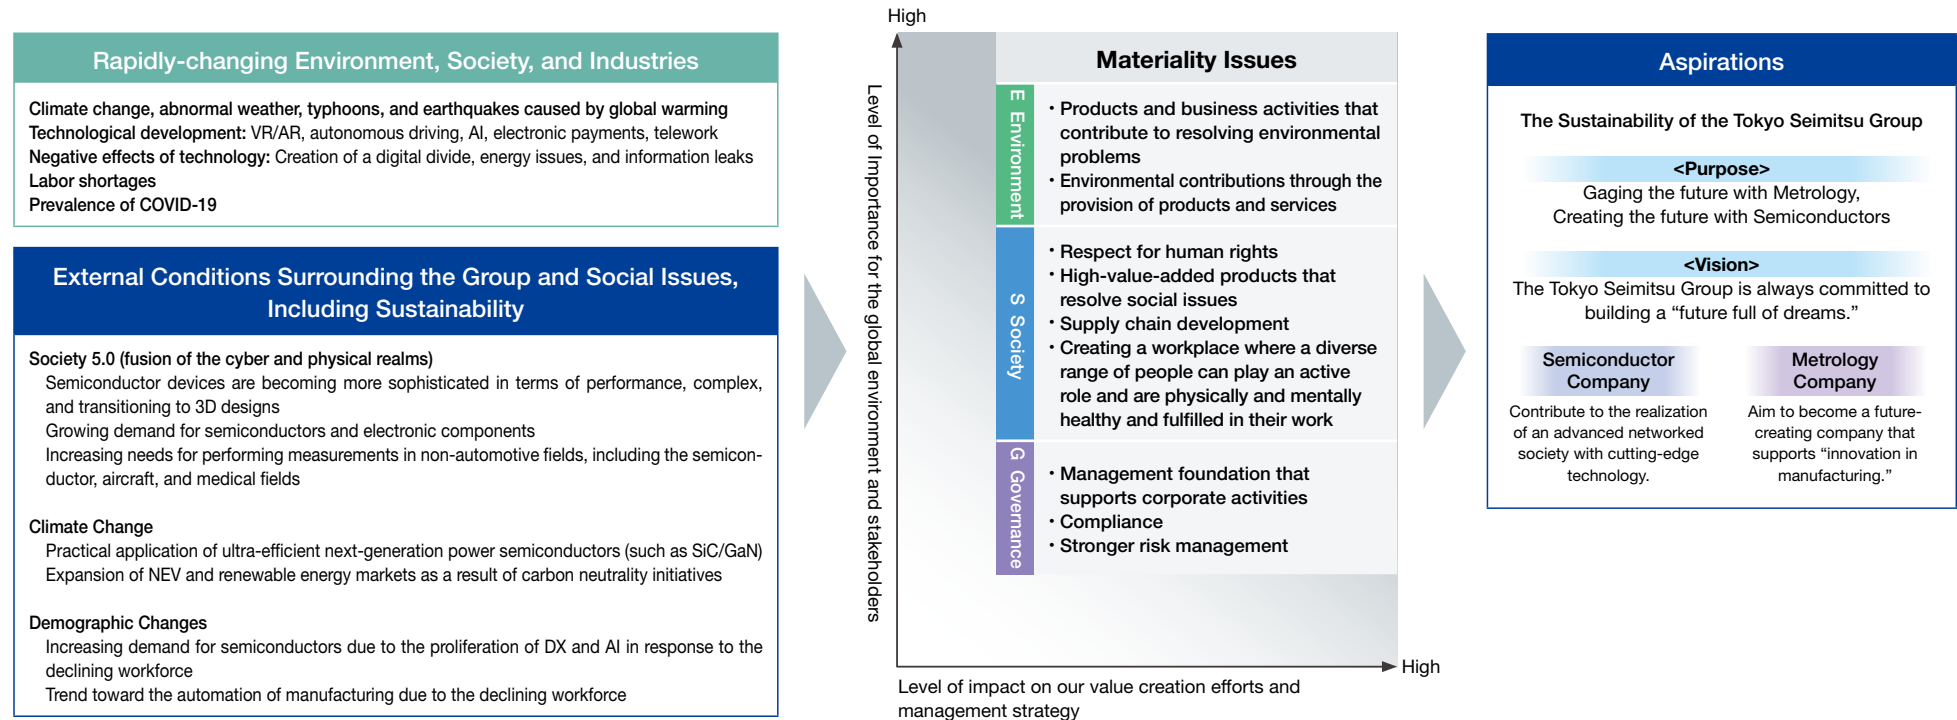 Rapidly-changing Environment, Society, and Industries
Climate change, abnormal weather, typhoons, and earthquakes caused by global warming
Technological development: VR/AR, autonomous driving, AI, electronic payments, telework
Negative effects of technology: Creation of a digital divide, energy issues, and information leaks
Labor shortages
Prevalence of COVID-19
External Conditions Surrounding the Group and Social Issues,
Including Sustainability
Society 5.0 (fusion of the cyber and physical realms)
Semiconductor devices are becoming more sophisticated in terms of performance, complex,
and transitioning to 3D designs
Growing demand for semiconductors and electronic components
Increasing needs for performing measurements in non-automotive fields, including the semicon-
ductor, aircraft, and medical fields
Climate Change
Practical application of ultra-efficient next-generation power semiconductors (such as SiC/GaN)
Expansion of NEV and renewable energy markets as a result of carbon neutrality initiatives
Demographic Changes
Increasing demand for semiconductors due to the proliferation of DX and AI in response to the
declining workforce
Trend toward the automation of manufacturing due to the declining workforce
High
Level of Importance for the global environment and stakeholders
Materiality Issues
E Environment
・Products and business activities that
contribute to resolving environmental
problems
・Environmental contributions through the
provision of products and services
S Society
・Respect for human rights
・High-value-added products that
resolve social issues
・Supply chain development
・Creating a workplace where a diverse
range of people can play an active
role and are physically and mentally
healthy and fulfilled in their work
G Governance
・Management foundation that
supports corporate activities
・Compliance
・Stronger risk management
High
Level of impact on our value creation efforts and
management strategy
Aspirations
The Sustainability of the Tokyo Seimitsu Group
<Purpose>
Gaging the future with Metrology,
Creating the future with Semiconductors
<Vision>
The Tokyo Seimitsu Group is always committed to
building a “future full of dreams.”
Semiconductor
Company
Contribute to the realization
of an advanced networked
society with cutting-edge
technology.
Metrology
Company
Aim to become a future-
creating company that
supports “innovation in
manufacturing.”